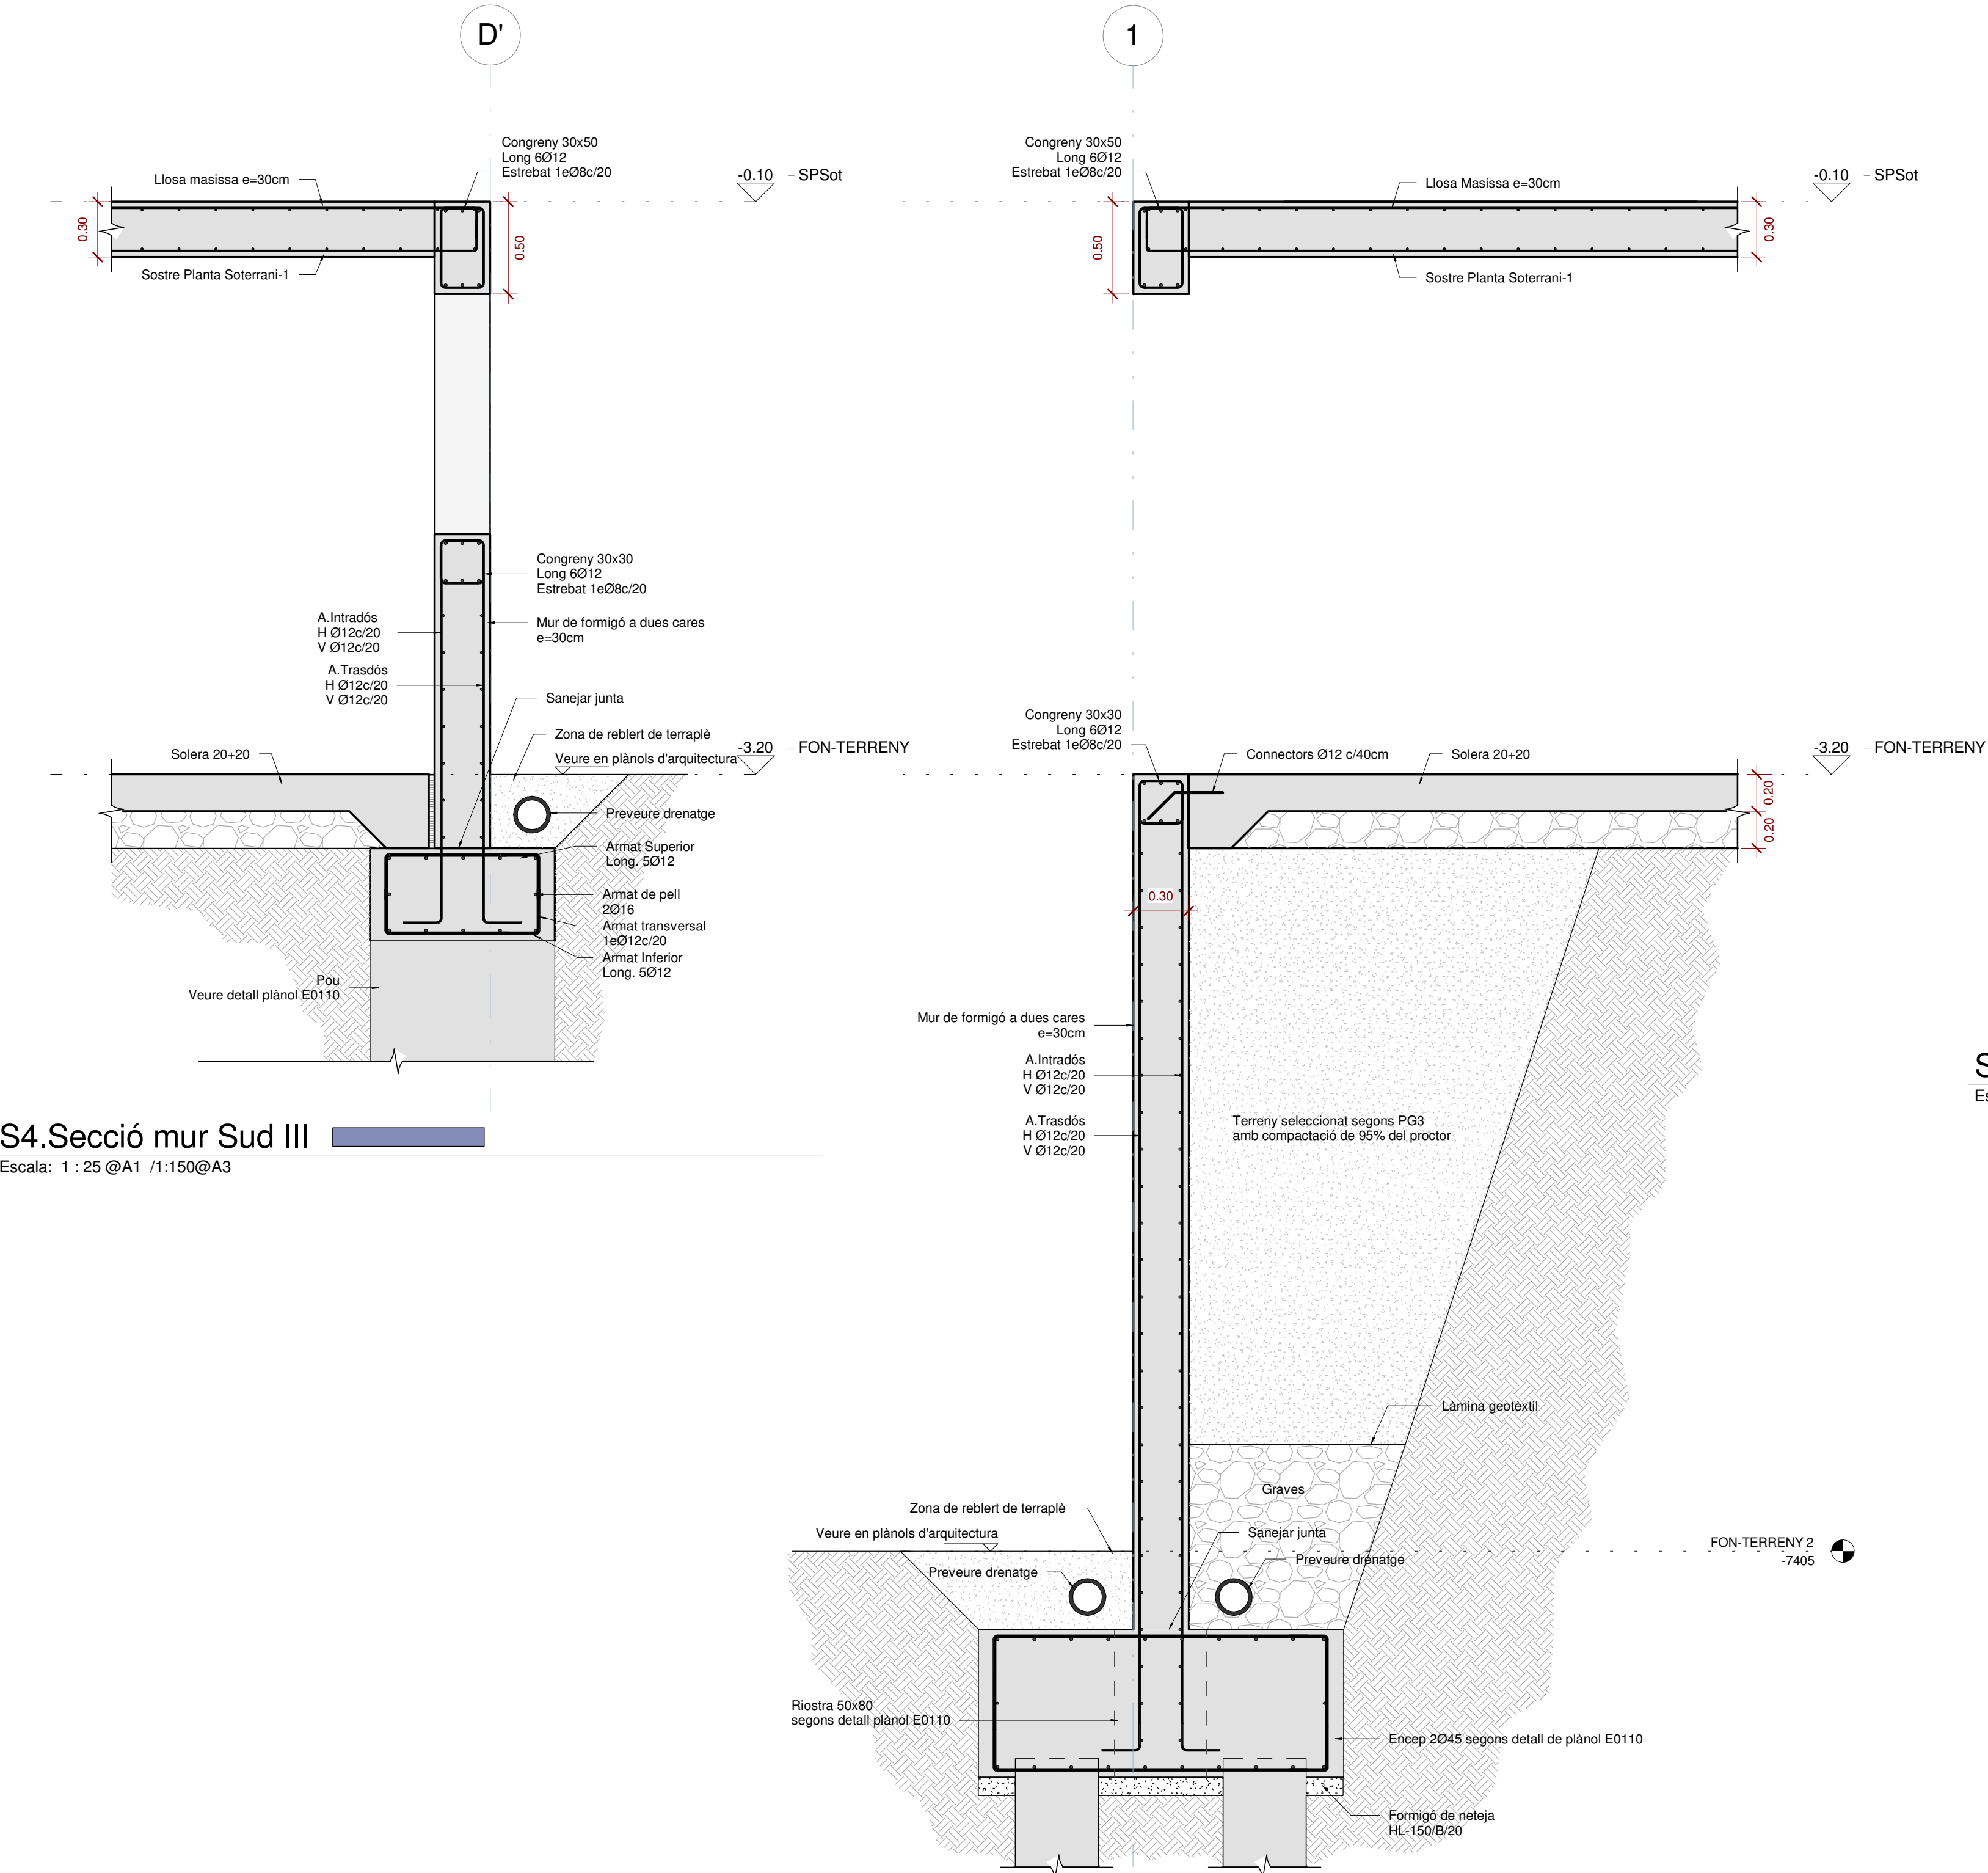 D'
Congreny 30x50
Long 6Ø12
Estrebat 1eØ8c/20
Llosa masissa e=30cm
-0.10
SPSot
0.30
0.50
Sostre Planta Soterrani-1
Congreny 30x30
Long 6Ø12
Estrebat 1eØ8c/20
A.Intradós
H Ø12c/20
V Ø12c/20
Mur de formigó a dues cares
e=30cm
A.Trasdós
H Ø12c/20
V Ø12c/20
Sanejar junta
Zona de reblert de terraplè
Veure en plànols d'arquitectura
-3.20
FON-TERRENY
Solera 20+20
Preveure drenatge
Armat Superior
Long. 5Ø12
Armat de pell
2Ø16
Armat transversal
1eØ12c/20
Armat Inferior
Long. 5Ø12
Pou
Veure detall plànol E0110
S4.Secció mur Sud III
Escala: 1 : 25 @A1 /1:150@A3
1
Congreny 30x50
Long 6Ø12
Estrebat 1eØ8c/20
Llosa Masissa e=30cm
-0.10
SPSot
0.50
0.30
Sostre Planta Soterrani-1
Congreny 30x30
Long 6Ø12
Estrebat 1eØ8c/20
Connectors Ø12 c/40cm
Solera 20+20
-3.20
FON-TERRENY
0.20
0.20
0.30
Mur de formigó a dues cares
e=30cm
A.Intradós
H Ø12c/20
V Ø12c/20
A.Trasdós
H Ø12c/20
V Ø12c/20
Terreny seleccionat segons PG3
amb compactació de 95% del proctor
Làmina geotèxtil
Graves
Zona de reblert de terraplè
Veure en plànols d'arquitectura
Sanejar junta
Preveure drenatge
Preveure drenatge
FON-TERRENY 2
-7405
Riostra 50x80
segons detall plànol E0110
Encep 2Ø45 segons detall de plànol E0110
Formigó de neteja
HL-150/B/20